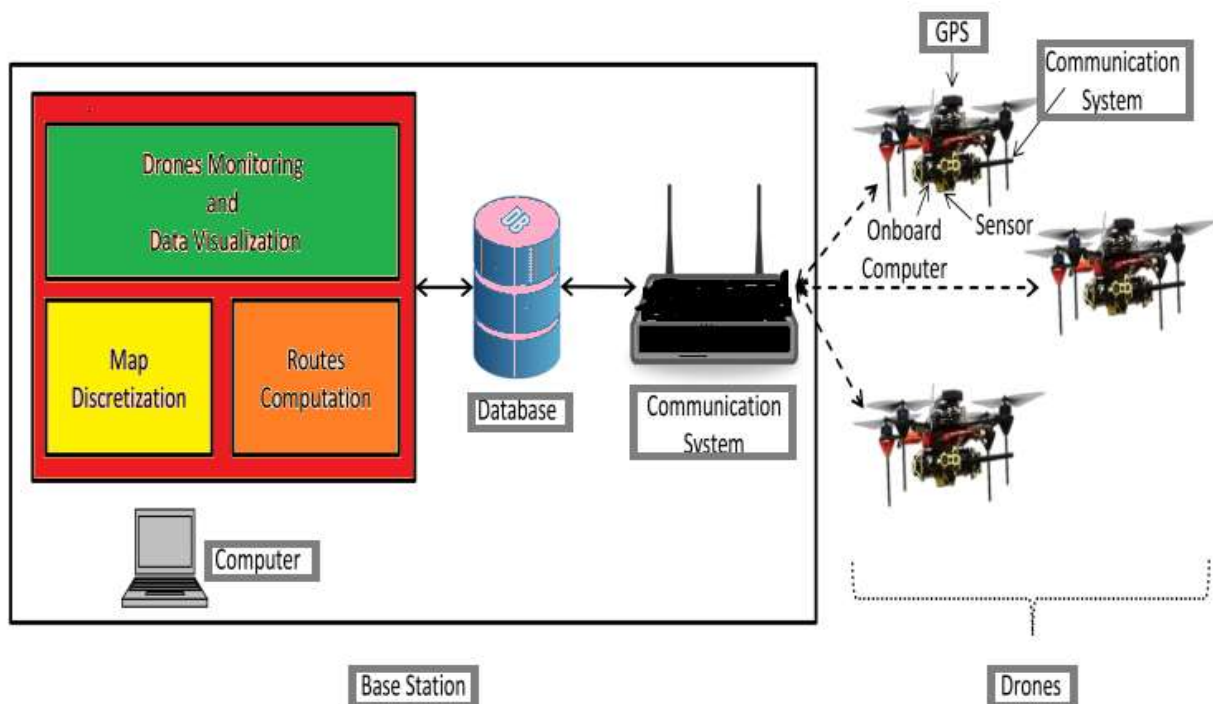 GPS
Communication
System
Drones Monitoring
and
Data Visualization
DB
Onboard
Computer
Sensor
Map
Discretization
Routes
Computation
Database
Communication
System
Computer
Base Station
Drones